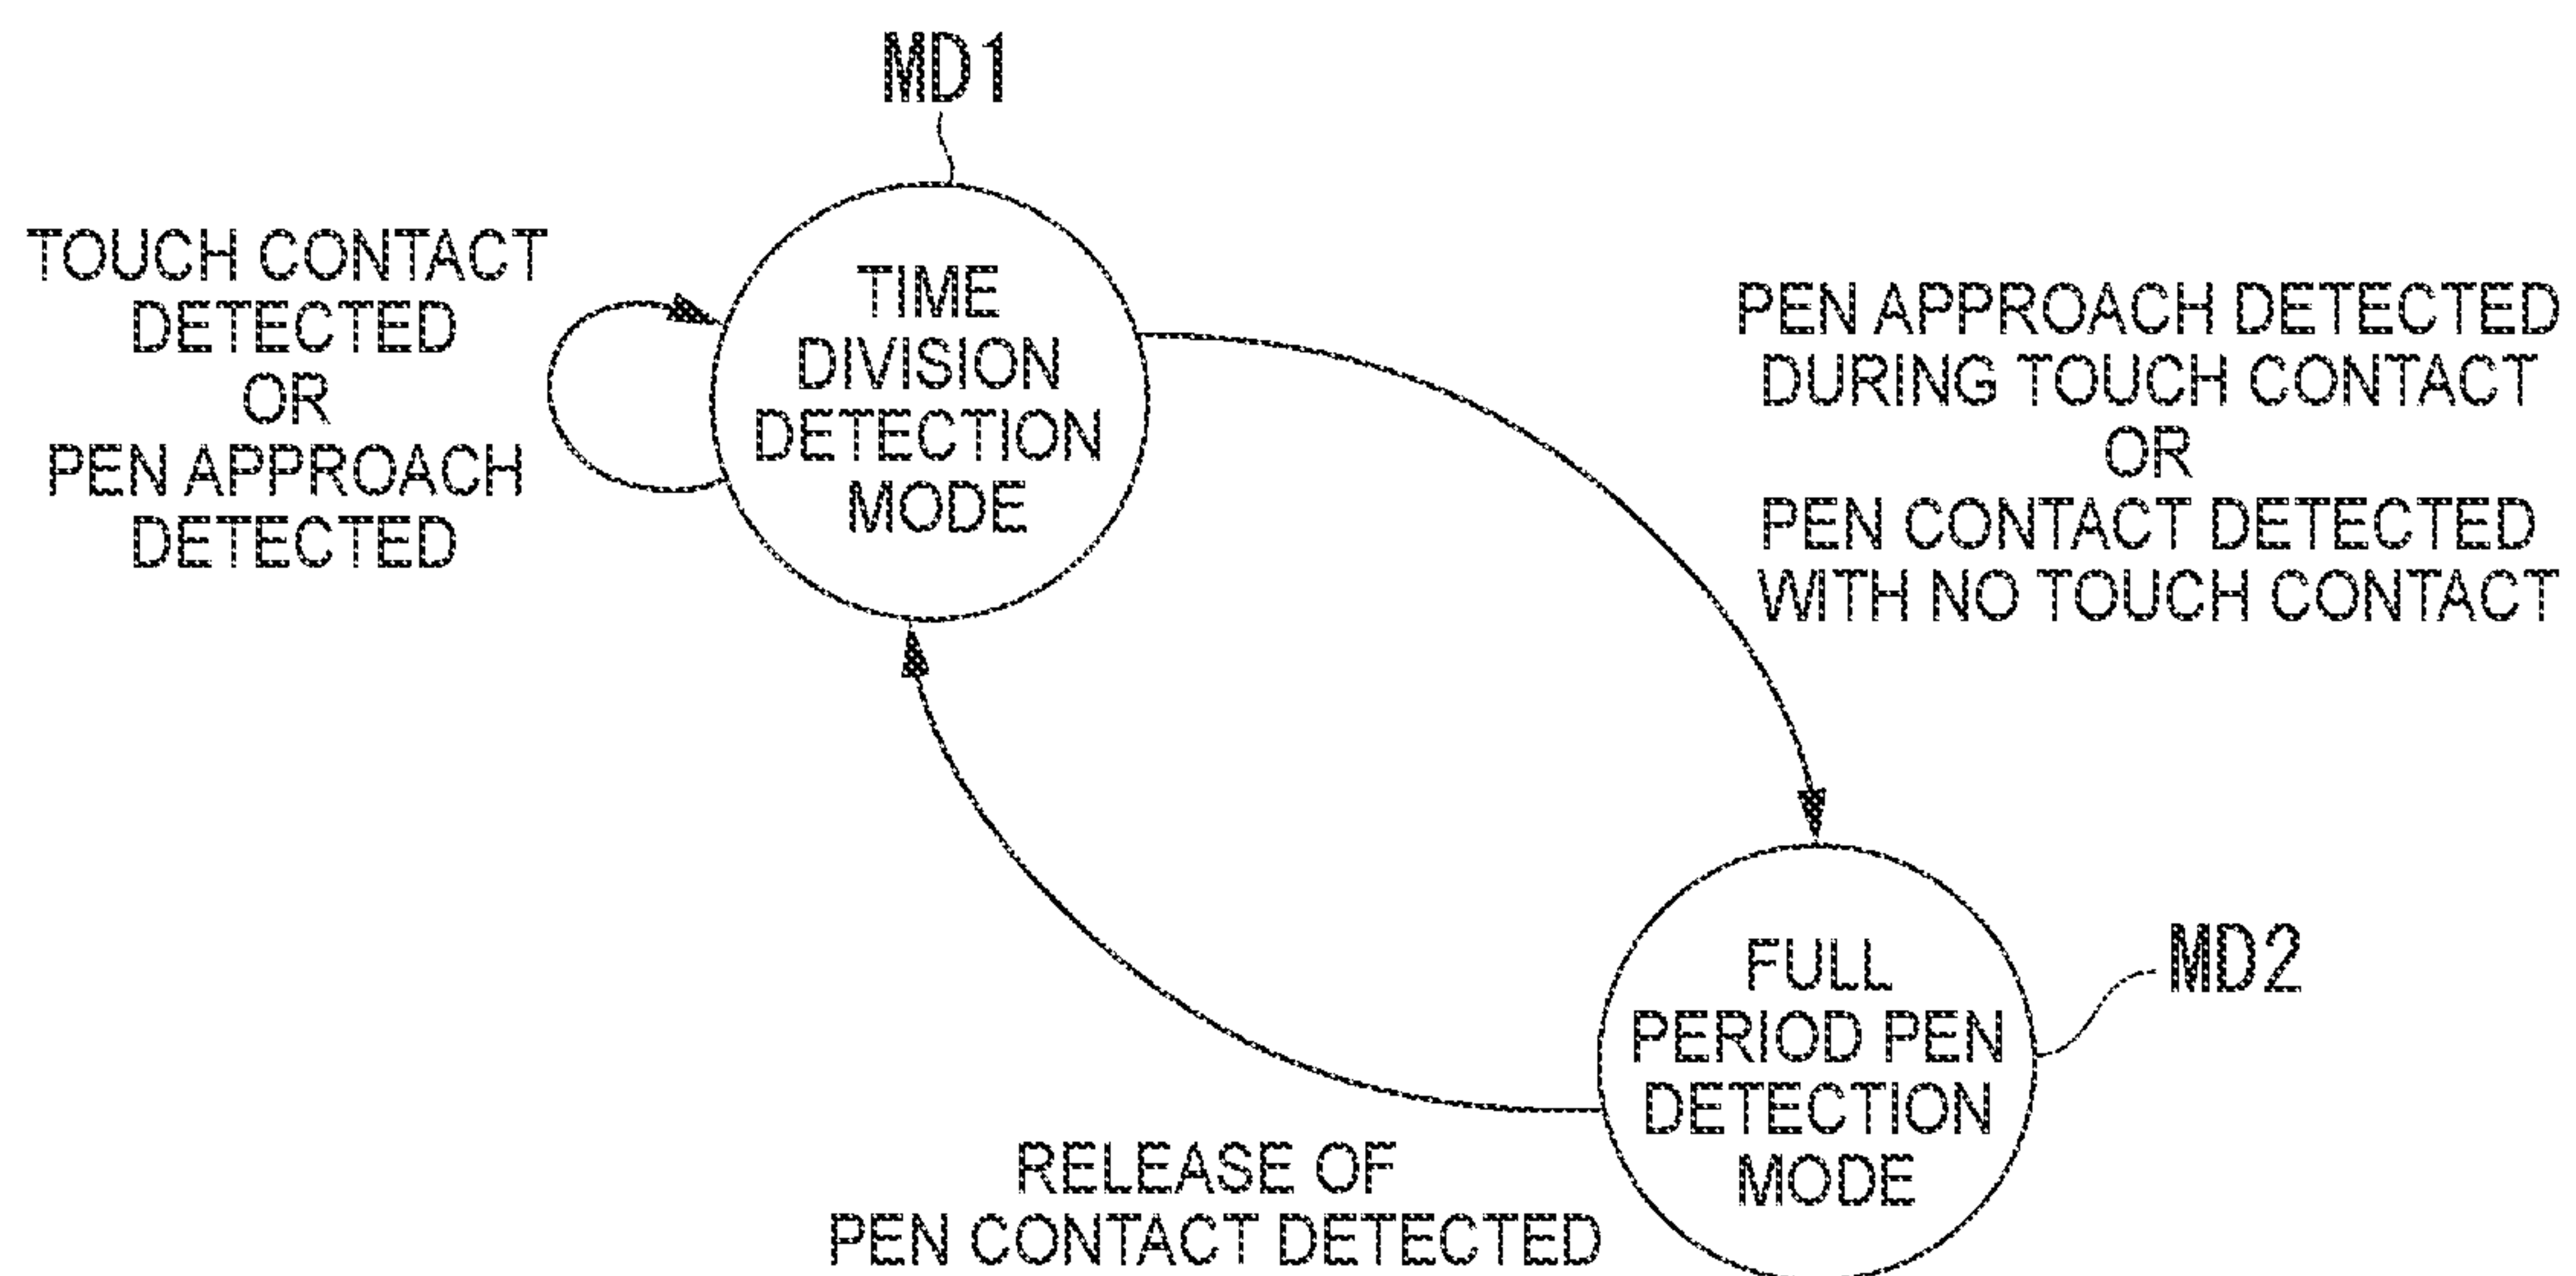 MD1
TOUCH CONTACT
DETECTED
OR
PEN APPROACH
DETECTED
TIME
DIVISION
DETECTION
MODE
PEN APPROACH DETECTED
DURING TOUCH CONTACT
OR
PEN CONTACT DETECTED
WITH NO TOUCH CONTACT
FULL
PERIOD PEN
DETECTION
MODE
MD2
RELEASE OF
PEN CONTACT DETECTED